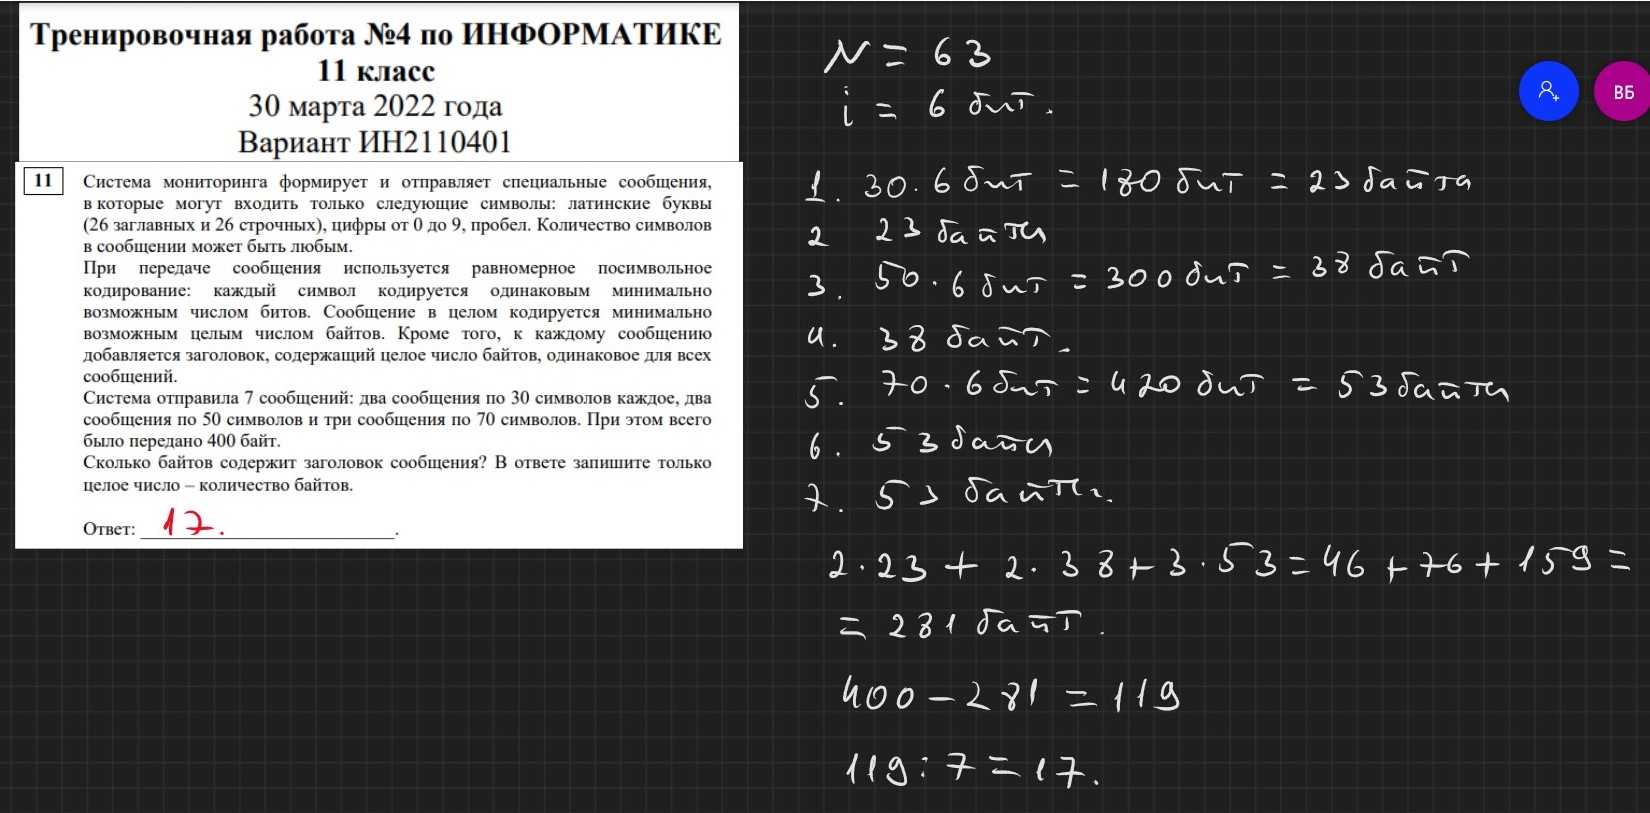 Тренировочная работа №4 по ИНФОРМАТИКЕ
11 класс
30 марта 2022 года
Вариант ИН2110401
11
Система мониторинга формирует и отправляет специальные сообщения,
в которые могут входить только следующие символы: латинские буквы
(26 заглавных и 26 строчных), цифры от 0 до 9, пробел. Количество символов
в сообщении может быть любым.
При передаче сообщения используется равномерное посимвольное
кодирование: каждый символ кодируется одинаковым минимально
возможным числом битов. Сообщение в целом кодируется минимально
возможным целым числом байтов. Кроме того, к каждому сообщению
добавляется заголовок, содержащий целое число байтов, одинаковое для всех
сообщений.
Система отправила 7 сообщений: два сообщения по 30 символов каждое, два
сообщения по 50 символов и три сообщения по 70 символов. При этом всего
было передано 400 байт.
Сколько байтов содержит заголовок сообщения? В ответе запишите только
целое число – количество байтов.
Ответ: 17.
N = 63
i = 6 бит.
1. 30 · 6 бит = 180 бит = 23 байта
2 23 байта
3. 50 · 6 бит = 300 бит = 38 байт
4. 38 байт.
5. 70 · 6 бит = 420 бит = 53 байта
6. 53 байта
7. 53 байта.
2 · 23 + 2 · 38 + 3 · 53 = 46 + 76 + 159 =
= 281 байт.
400 – 281 = 119
119 : 7 = 17.
ВБ